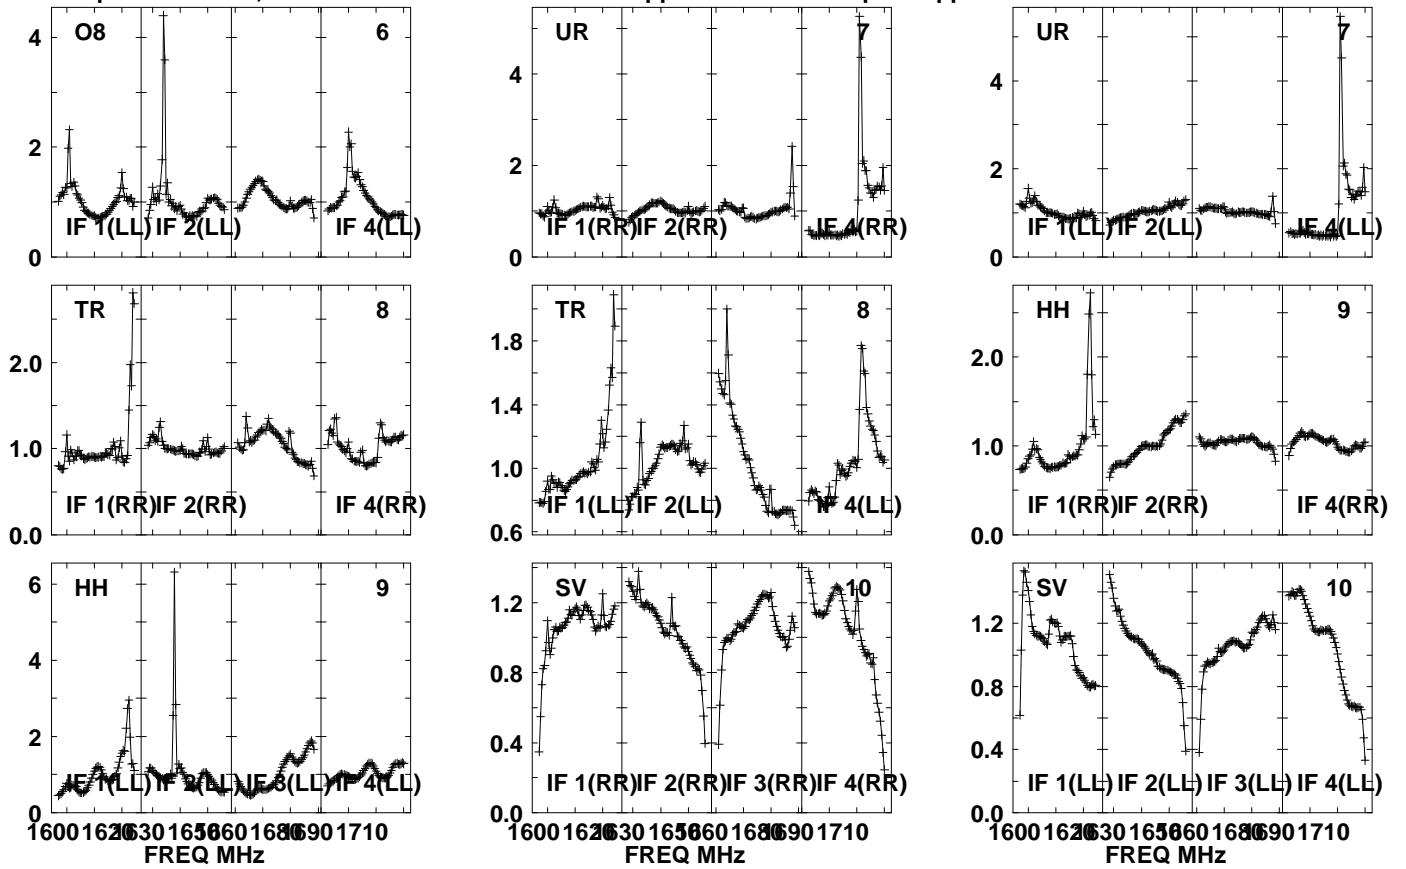 O8 6
UR 7
UR 7
4
2
0
4
2
0
4
2
0
IF 1(LL) IF 2(LL) IF 4(LL)
IF 1(RR) IF 2(RR) IF 4(RR)
IF 1(LL) IF 2(LL) IF 4(LL)
TR 8
TR 8
HH 9
2.0
1.0
0.0
1.8
1.4
1.0
0.6
2.0
1.0
0.0
IF 1(RR) IF 2(RR) IF 4(RR)
IF 1(LL) IF 2(LL) IF 4(LL)
IF 1(RR) IF 2(RR) IF 4(RR)
HH 9
SV 10
SV 10
6
4
2
0
1.2
0.8
0.4
0.0
1.2
0.8
0.4
0.0
IF 1(LL) IF 2(LL) IF 3(LL) IF 4(LL)
IF 1(RR) IF 2(RR) IF 3(RR) IF 4(RR)
IF 1(LL) IF 2(LL) IF 3(LL) IF 4(LL)
1600 1620 1630 1650 1660 1680 1690 1710
1600 1620 1630 1650 1660 1680 1690 1710
1600 1620 1630 1650 1660 1680 1690 1710
FREQ MHz
FREQ MHz